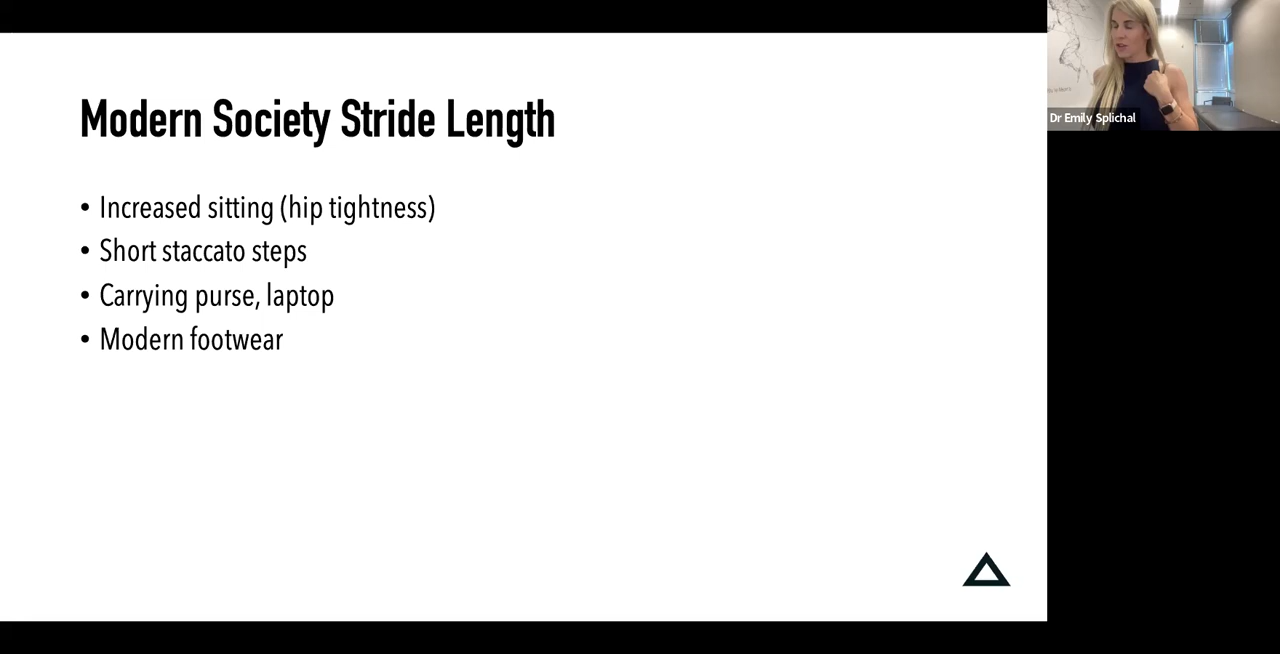 Modern Society Stride Length
• Increased sitting (hip tightness)
• Short staccato steps
• Carrying purse, laptop
• Modern footwear
Dr Emily Splichal